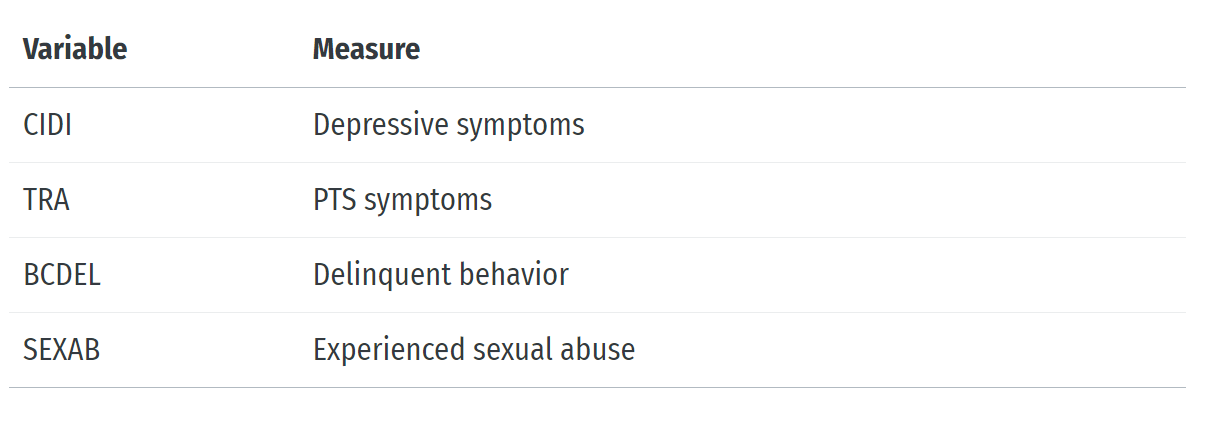 Variable Measure
CIDI Depressive symptoms
TRA PTS symptoms
BCDEL Delinquent behavior
SEXAB Experienced sexual abuse